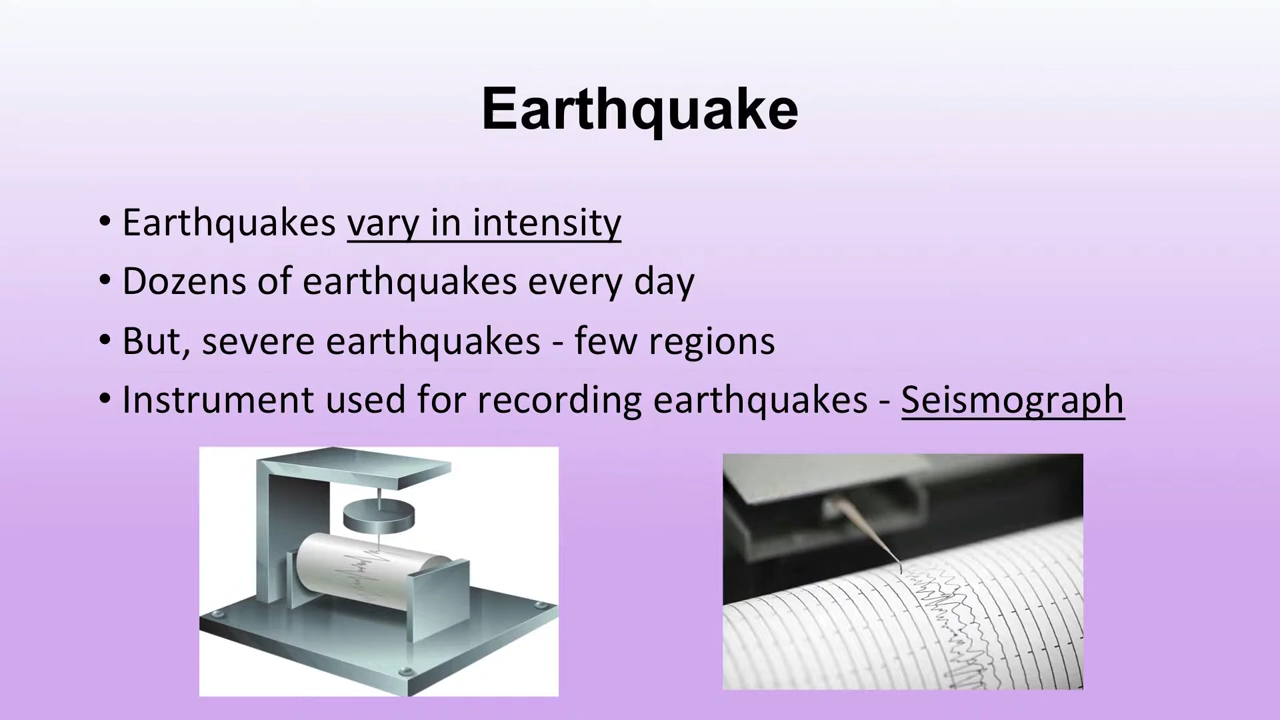 Earthquake
• Earthquakes vary in intensity
• Dozens of earthquakes every day
• But, severe earthquakes - few regions
• Instrument used for recording earthquakes - Seismograph